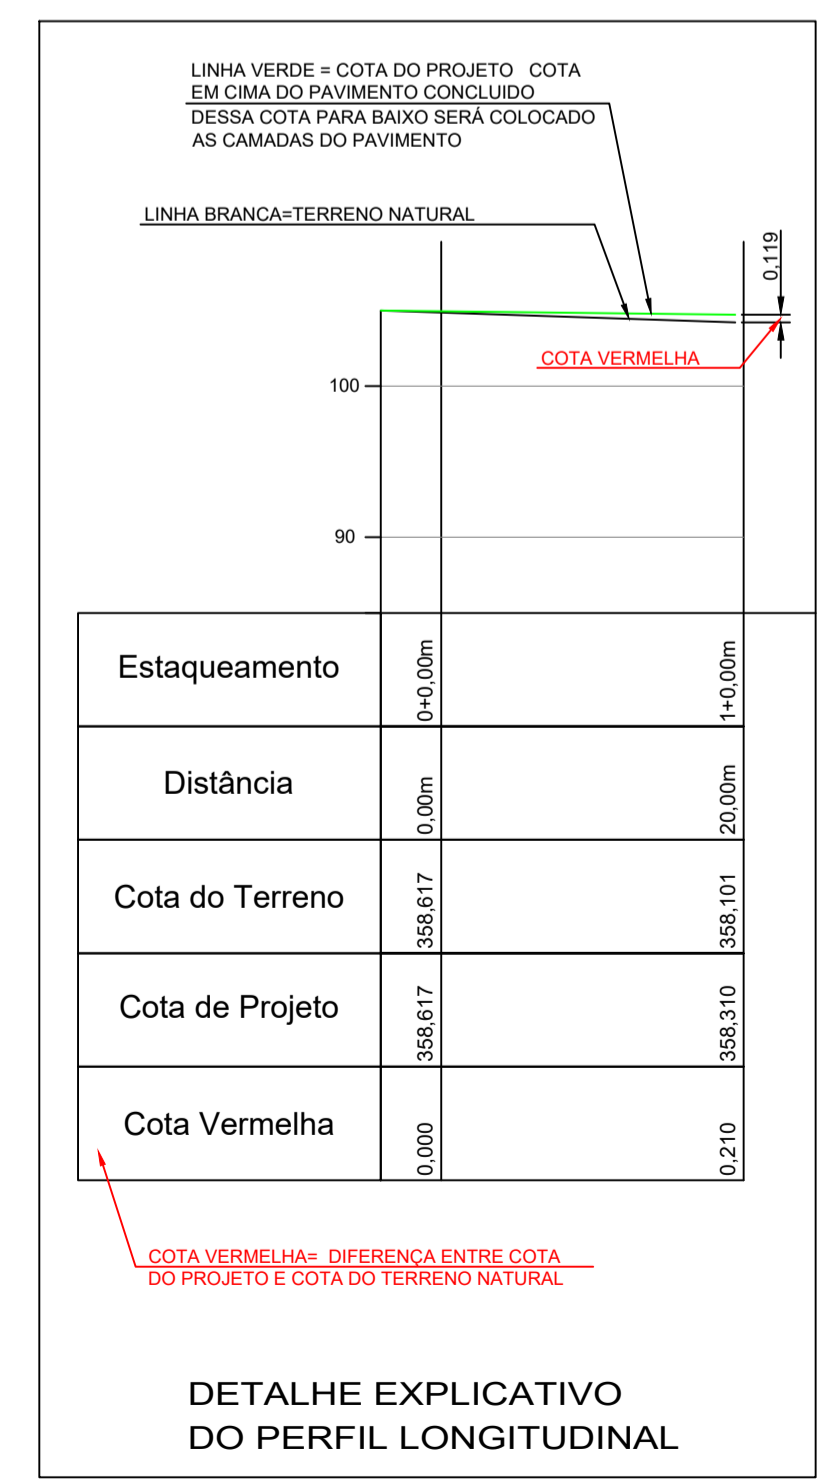 LINHA VERDE = COTA DO PROJETO COTA
EM CIMA DO PAVIMENTO CONCLUIDO
DESSA COTA PARA BAIXO SERÁ COLOCADO
AS CAMADAS DO PAVIMENTO
LINHA BRANCA=TERRENO NATURAL
0,119
COTA VERMELHA
100
90
Estaqueamento
0+0,00m
1+0,00m
Distância
0,00m
20,00m
Cota do Terreno
358,617
358,101
Cota de Projeto
358,617
358,310
Cota Vermelha
0,000
0,210
COTA VERMELHA= DIFERENÇA ENTRE COTA
DO PROJETO E COTA DO TERRENO NATURAL
DETALHE EXPLICATIVO
DO PERFIL LONGITUDINAL